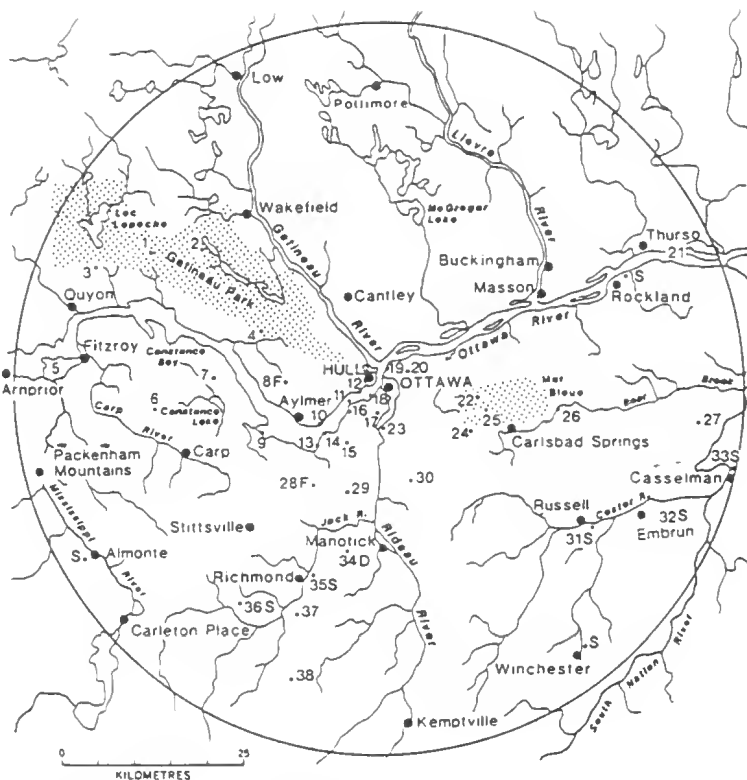 Low
Poltimore
Lievre
River
Lac
Lapeche
Wakefield
McGregor
Lake
1
2
3
Gatineau
River
Gatineau Park
Thurso
21
Buckingham
Masson
S
Rockland
Quyon
Cantley
Ottawa
River
4
Fitzroy
Constance
Bay
5
Arnprior
7
8F
HULL
12
19
20
OTTAWA
11
18
Aylmer
10
16
17
23
6
Constance
Lake
Carp
River
Carp
9
13
14
15
22
Mer
Bleue
Bear
Brook
24
25
26
27
Carlsbad Springs
Packenham
Mountains
33S
Casselman
28F
29
30
Mississippi
River
Stittsville
Jock R.
Russell
Castor R.
31S
32S
Embrun
S
Almonte
Manotick
34D
Rideau
River
Richmond
35S
36S
37
Carleton Place
S
Winchester
South
Nation
River
38
Kemptville
0
25
KILOMETRES